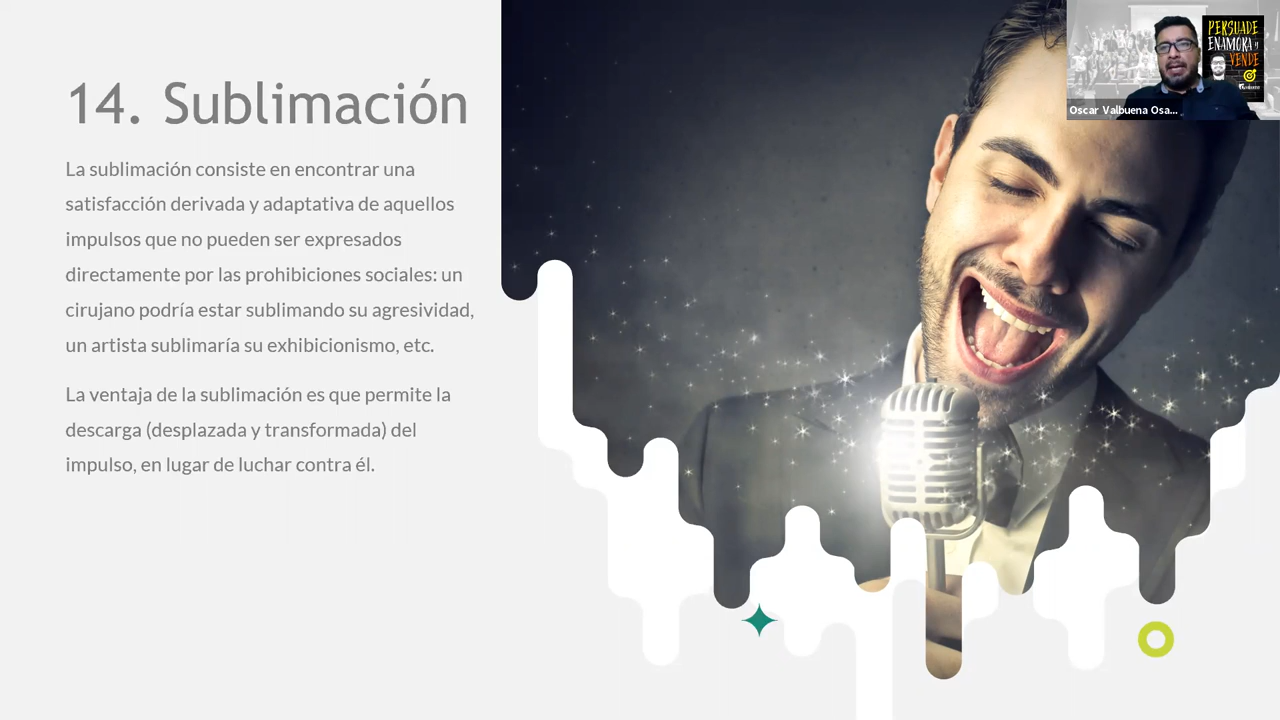 14. Sublimación
La sublimación consiste en encontrar una
satisfacción derivada y adaptativa de aquellos
impulsos que no pueden ser expresados
directamente por las prohibiciones sociales: un
cirujano podría estar sublimando su agresividad,
un artista sublimaría su exhibicionismo, etc.
La ventaja de la sublimación es que permite la
descarga (desplazada y transformada) del
impulso, en lugar de luchar contra él.
PERSUADE
ENAMORA y
VENDE
Oscar Valbuena Osa...